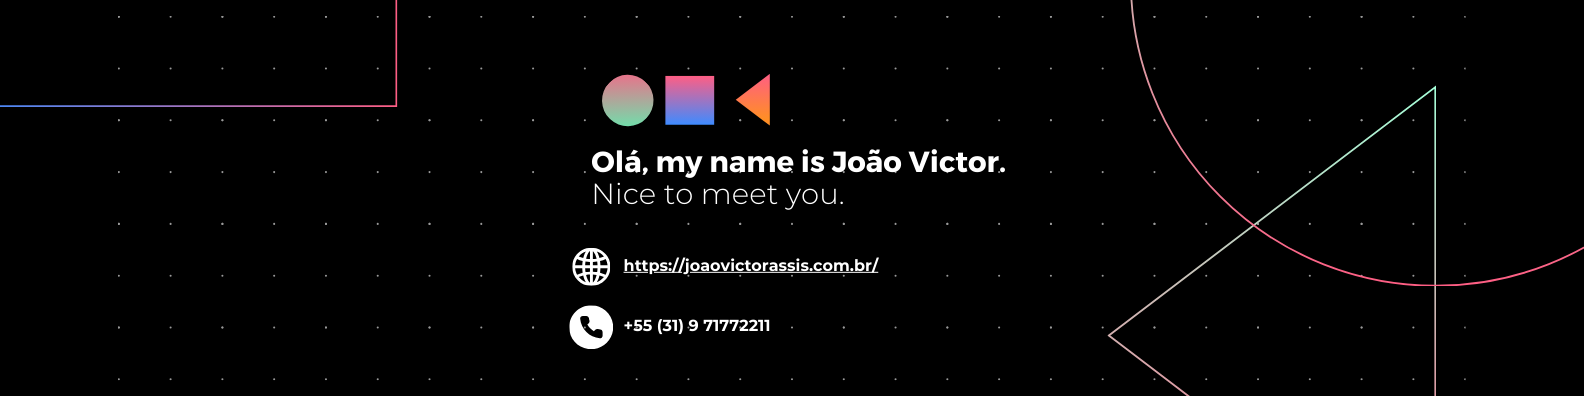 Olá, my name is João Victor.
Nice to meet you.
https://joaovictorassis.com.br/
+55 (31) 9 71772211